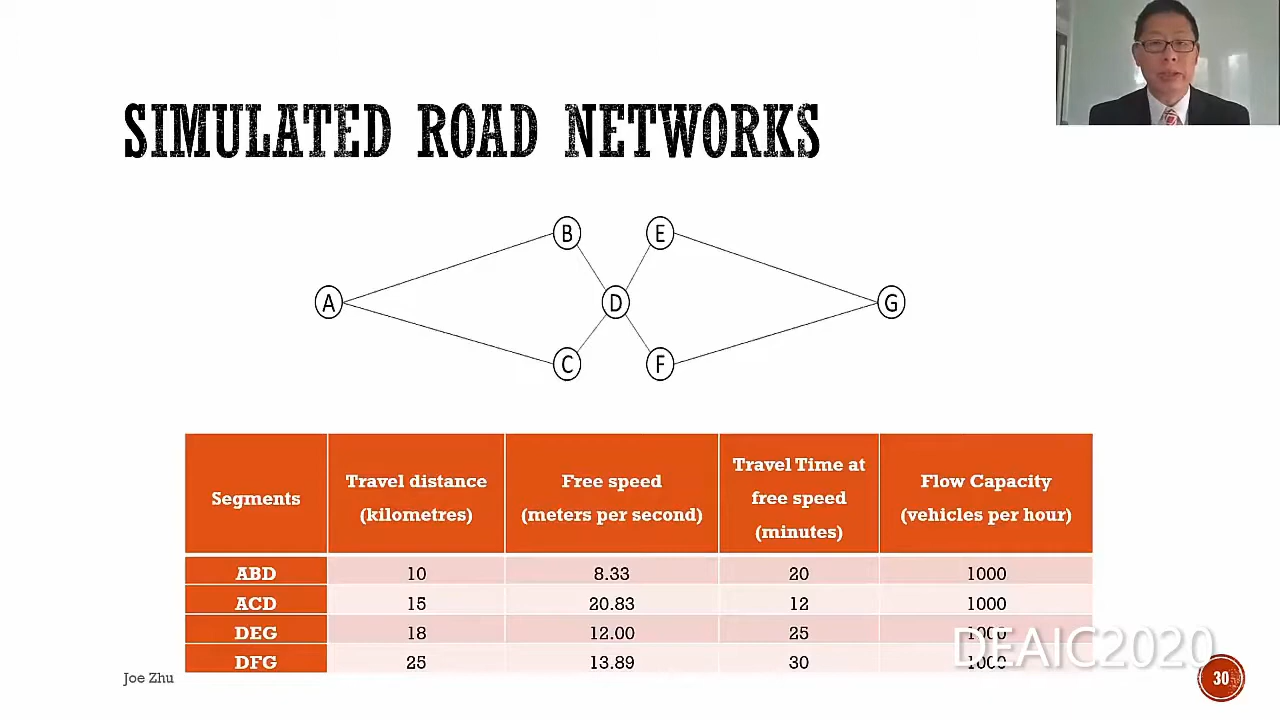 SIMULATED ROAD NETWORKS
B E
A D G
C F
Segments Travel distance (kilometres) Free speed (meters per second) Travel Time at free speed (minutes) Flow Capacity (vehicles per hour)
ABD 10 8.33 20 1000
ACD 15 20.83 12 1000
DEG 18 12.00 25 1000
DFG 25 13.89 30 1000
DEAIC2020
Joe Zhu
30